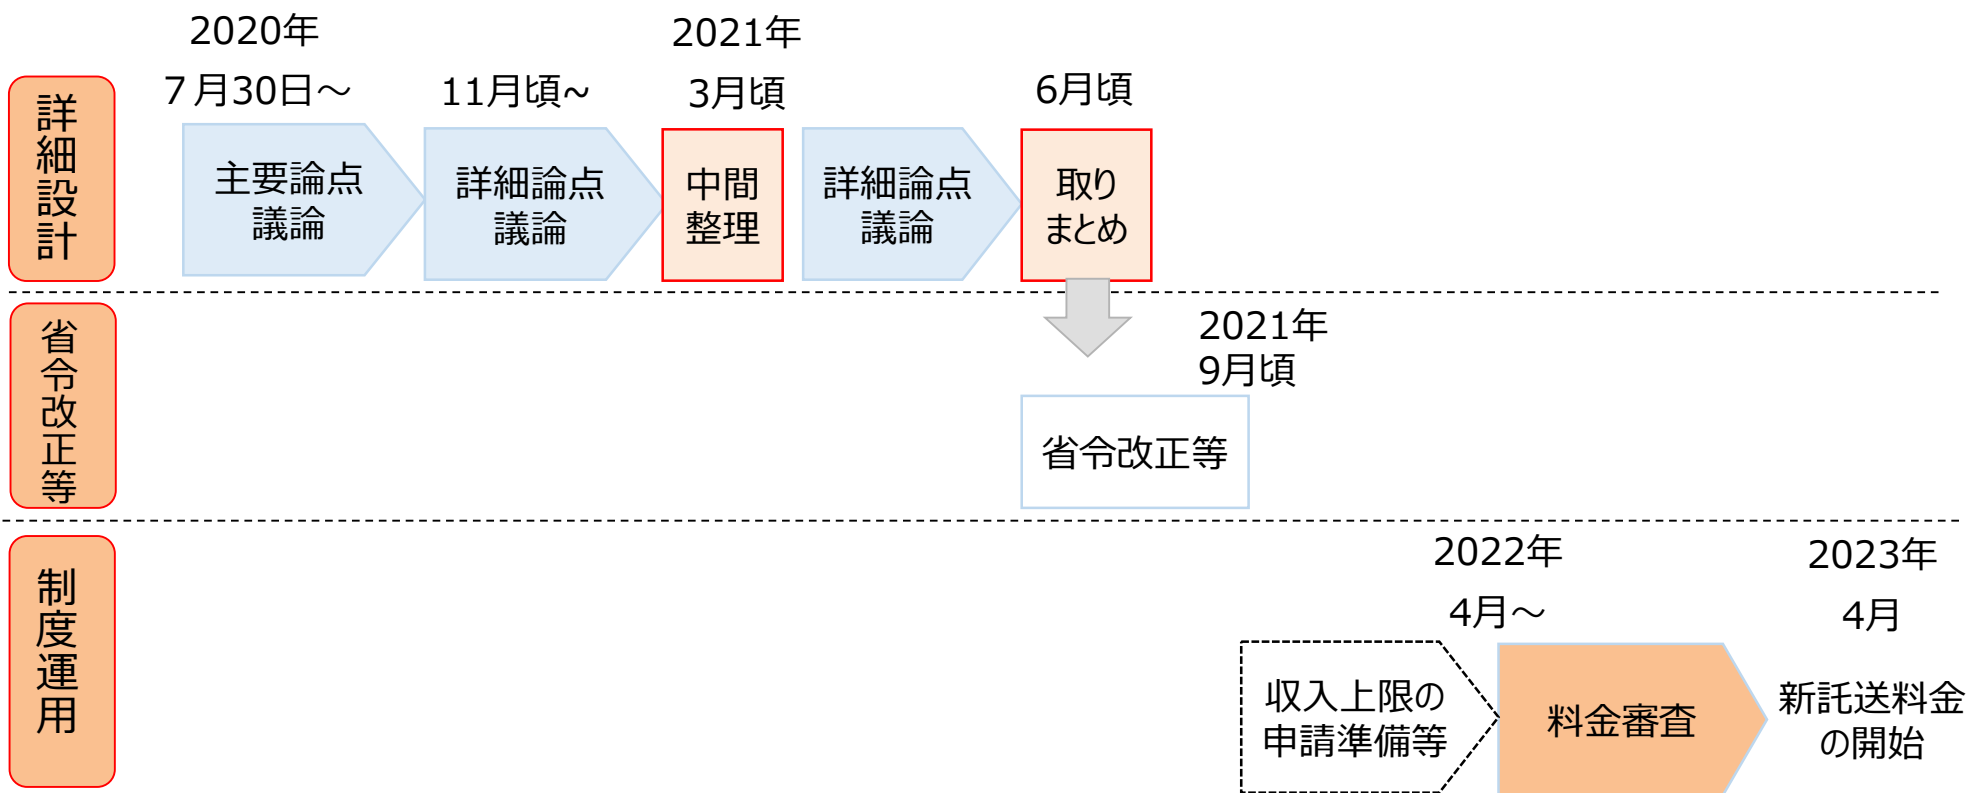 2020年
2021年
７月30日～
11月頃~
3月頃
6月頃
詳細設計
主要論点
議論
詳細論点
議論
中間
整理
詳細論点
議論
取り
まとめ
省令改正等
2021年
9月頃
省令改正等
制度運用
2022年
4月～
2023年
4月
収入上限の
申請準備等
料金審査
新託送料金
の開始